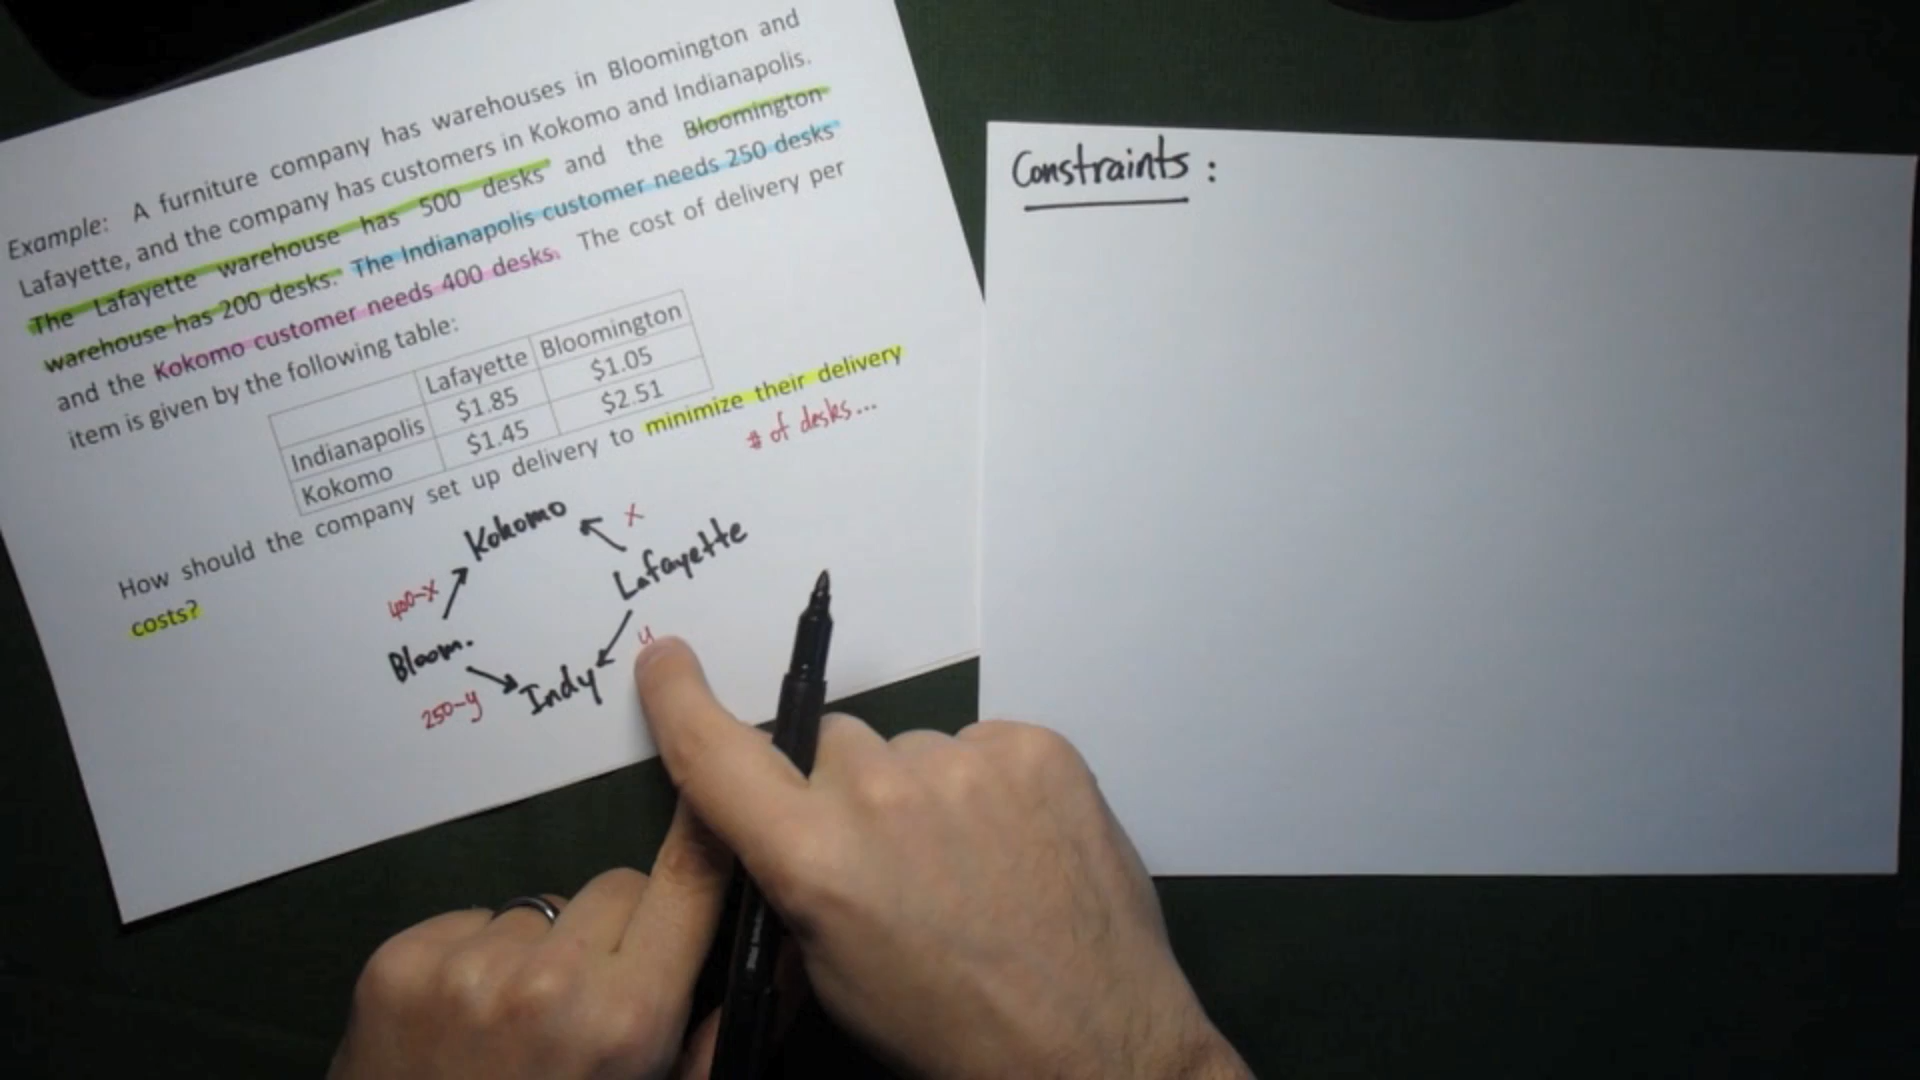 Example: A furniture company has warehouses in Bloomington and
Lafayette, and the company has customers in Kokomo and Indianapolis.
The Lafayette warehouse has 500 desks and the Bloomington
warehouse has 200 desks. The Indianapolis customer needs 250 desks
and the Kokomo customer needs 400 desks. The cost of delivery per
item is given by the following table:
Lafayette Bloomington
Indianapolis $1.85 $1.05
Kokomo $1.45 $2.51
How should the company set up delivery to minimize their delivery
costs?
# of desks...
Kokomo
x
Lafayette
400-x
Bloom.
y
250-y
Indy
Constraints: